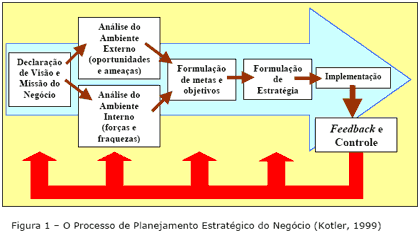 Declaração
de Visão e
Missão do
Negócio
Análise do
Ambiente
Externo
(oportunidades
e ameaças)
Análise do
Ambiente
Interno
(forças e
fraquezas)
Formulação
de metas e
objetivos
Formulação
de
Estratégia
Implementação
Feedback e
Controle
Figura 1 – O Processo de Planejamento Estratégico do Negócio (Kotler, 1999)